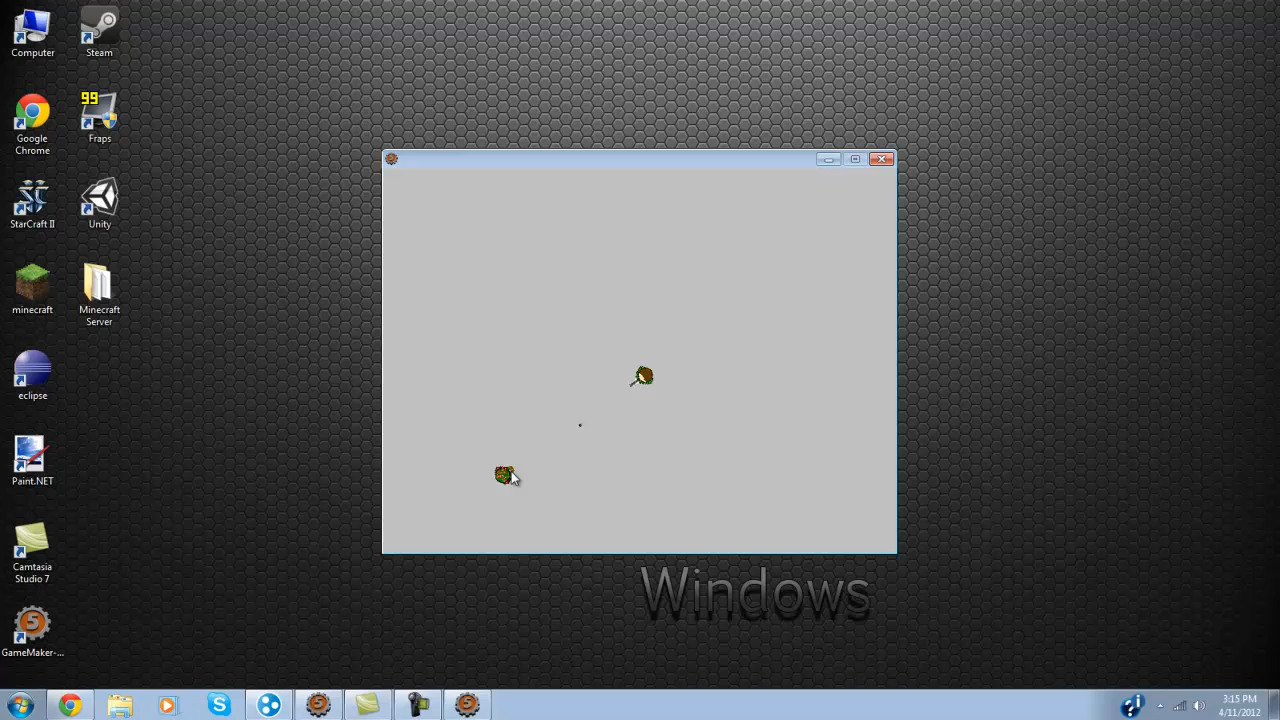 Computer
Steam
99
Google
Chrome
Fraps
StarCraft II
Unity
minecraft
Minecraft
Server
eclipse
Paint.NET
Camtasia
Studio 7
5
GameMaker-...
Windows
3:15 PM
4/11/2012